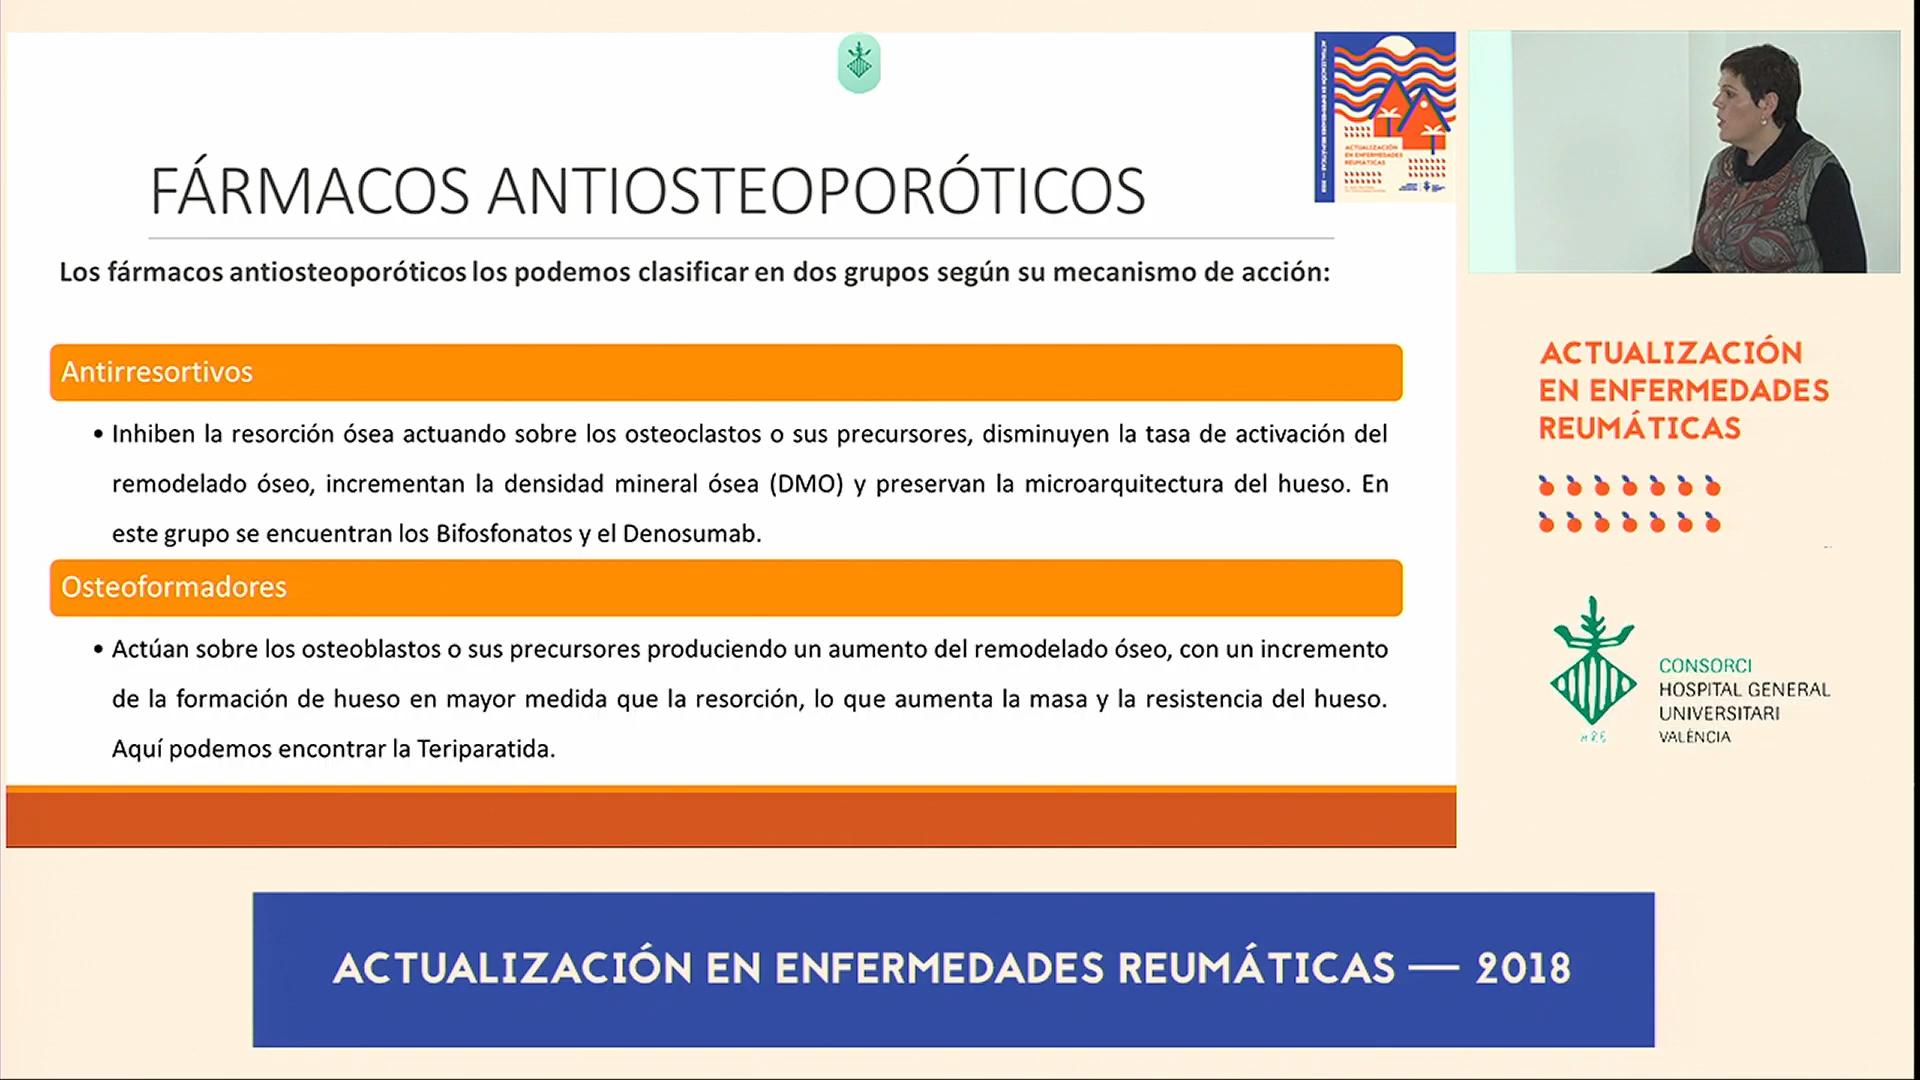 FÁRMACOS ANTIOSTEOPORÓTICOS
Los fármacos antiosteoporóticos los podemos clasificar en dos grupos según su mecanismo de acción:
Antirresortivos
• Inhiben la resorción ósea actuando sobre los osteoclastos o sus precursores, disminuyen la tasa de activación del
remodelado óseo, incrementan la densidad mineral ósea (DMO) y preservan la microarquitectura del hueso. En
este grupo se encuentran los Bifosfonatos y el Denosumab.
Osteoformadores
• Actúan sobre los osteoblastos o sus precursores produciendo un aumento del remodelado óseo, con un incremento
de la formación de hueso en mayor medida que la resorción, lo que aumenta la masa y la resistencia del hueso.
Aquí podemos encontrar la Teriparatida.
ACTUALIZACIÓN
EN ENFERMEDADES
REUMÁTICAS
ACTUALIZACIÓN
EN ENFERMEDADES
REUMÁTICAS
CONSORCI
HOSPITAL GENERAL
UNIVERSITARI
VALÈNCIA
ACTUALIZACIÓN EN ENFERMEDADES REUMÁTICAS — 2018